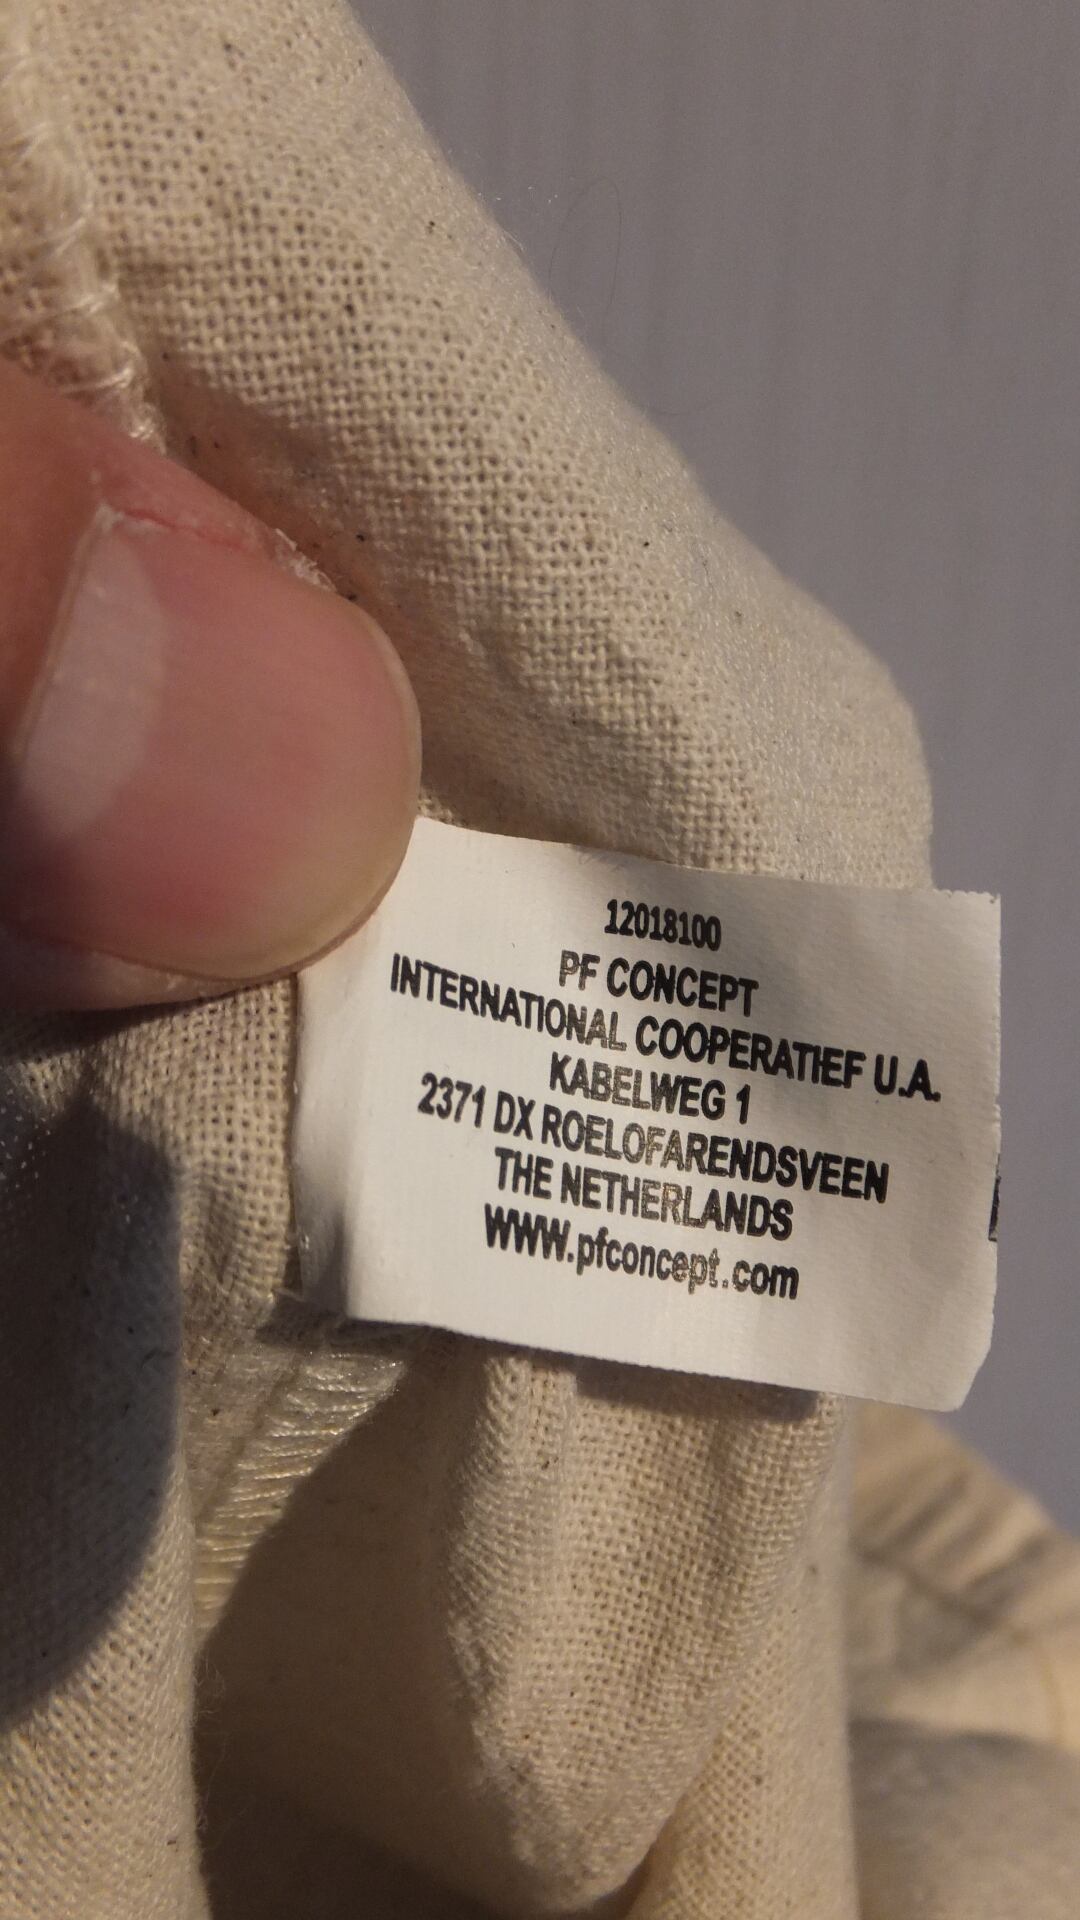 12018100
PF CONCEPT
INTERNATIONAL COOPERATIEF U.A.
KABELWEG 1
2371 DX ROELOFARENDSVEEN
THE NETHERLANDS
WWW.pfconcept.com